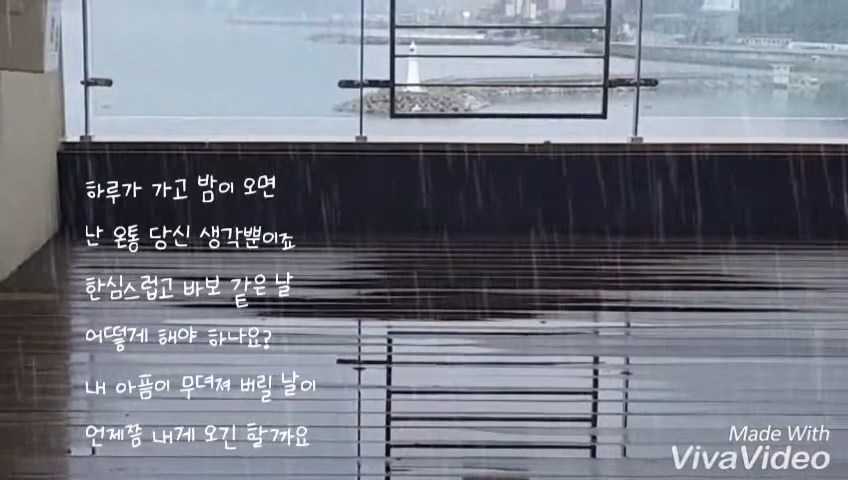 하루가 가고 밤이 오면
난 온통 당신 생각뿐이죠
한심스럽고 바보 같은 날
어떻게 해야 하나요?
내 아픔이 무뎌져 버릴 날이
언제쯤 내게 오긴 할까요
Made With
VivaVideo